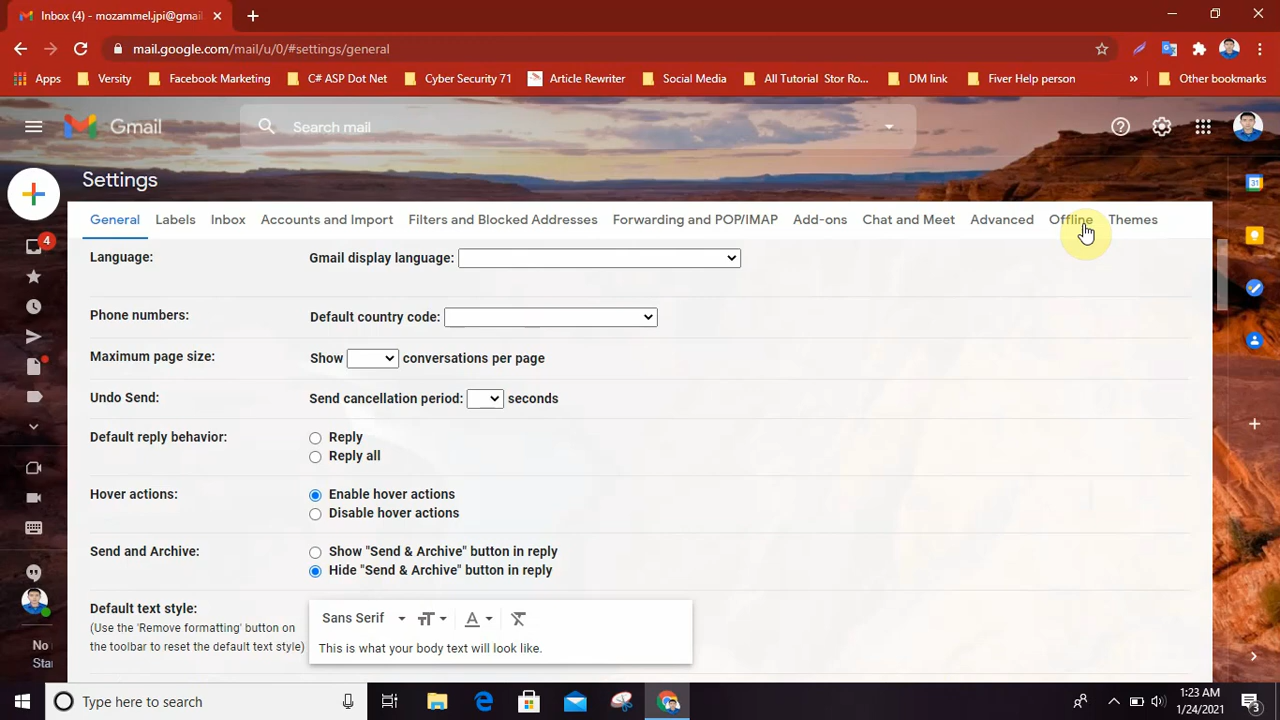 Inbox (4) - mozammel.jpi@gmai
mail.google.com/mail/u/0/#settings/general
Apps Versity Facebook Marketing C# ASP Dot Net Cyber Security 71 Article Rewriter Social Media All Tutorial Stor Ro... DM link Fiver Help person » Other bookmarks
Gmail Search mail
Settings
31
General Labels Inbox Accounts and Import Filters and Blocked Addresses Forwarding and POP/IMAP Add-ons Chat and Meet Advanced Offline Themes
4
Language: Gmail display language:
Phone numbers: Default country code:
Maximum page size: Show conversations per page
Undo Send: Send cancellation period: seconds
Default reply behavior: Reply
Reply all
Hover actions: Enable hover actions
Disable hover actions
Send and Archive: Show "Send & Archive" button in reply
Hide "Send & Archive" button in reply
Default text style: Sans Serif
(Use the 'Remove formatting' button on
the toolbar to reset the default text style)
This is what your body text will look like.
No
Star
Type here to search
1:23 AM
1/24/2021
3